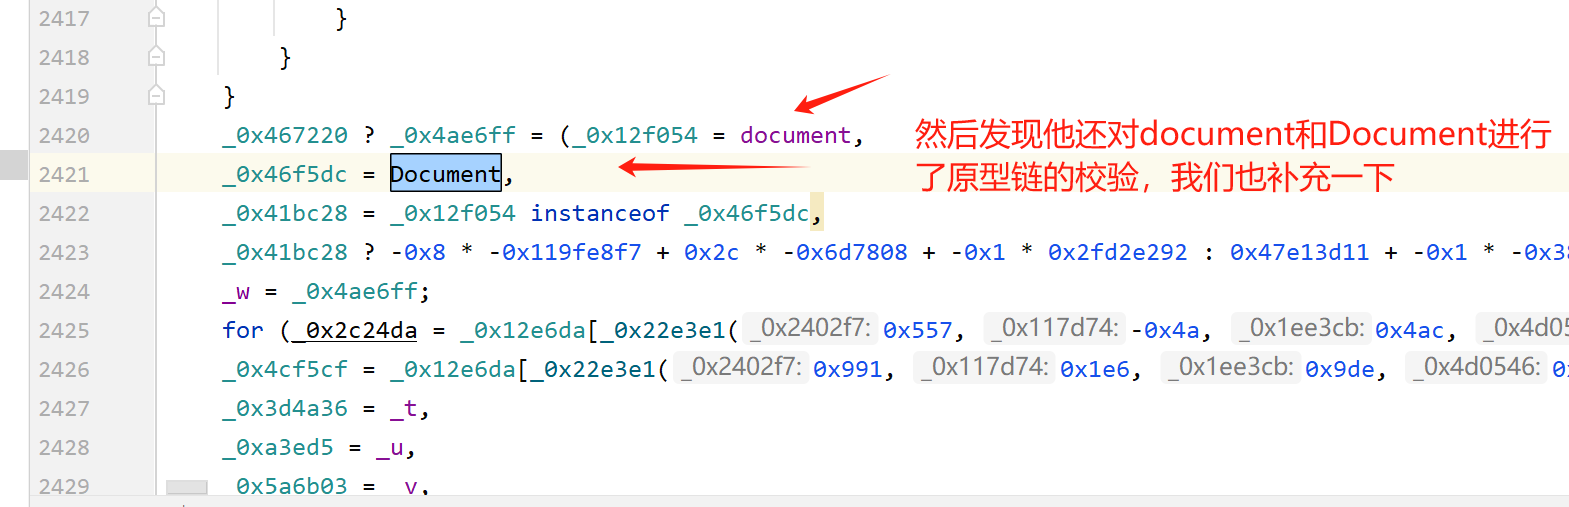 2417 }
2418 }
2419 }
2420 _0x467220 ? _0x4ae6ff = (_0x12f054 = document,
然后发现他还对document和Document进行
2421 _0x46f5dc = Document,
了原型链的校验，我们也补充一下
2422 _0x41bc28 = _0x12f054 instanceof _0x46f5dc,
2423 _0x41bc28 ? -0x8 * -0x119fe8f7 + 0x2c * -0x6d7808 + -0x1 * 0x2fd2e292 : 0x47e13d11 + -0x1 * -0x38
2424 _w = _0x4ae6ff;
2425 for (_0x2c24da = _0x12e6da[_0x22e3e1( _0x2402f7: 0x557, _0x117d74: -0x4a, _0x1ee3cb: 0x4ac, _0x4d05
2426 _0x4cf5cf = _0x12e6da[_0x22e3e1( _0x2402f7: 0x991, _0x117d74: 0x1e6, _0x1ee3cb: 0x9de, _0x4d0546: 0
2427 _0x3d4a36 = _t,
2428 _0xa3ed5 = _u,
2429 _0x5a6b03 = _v,